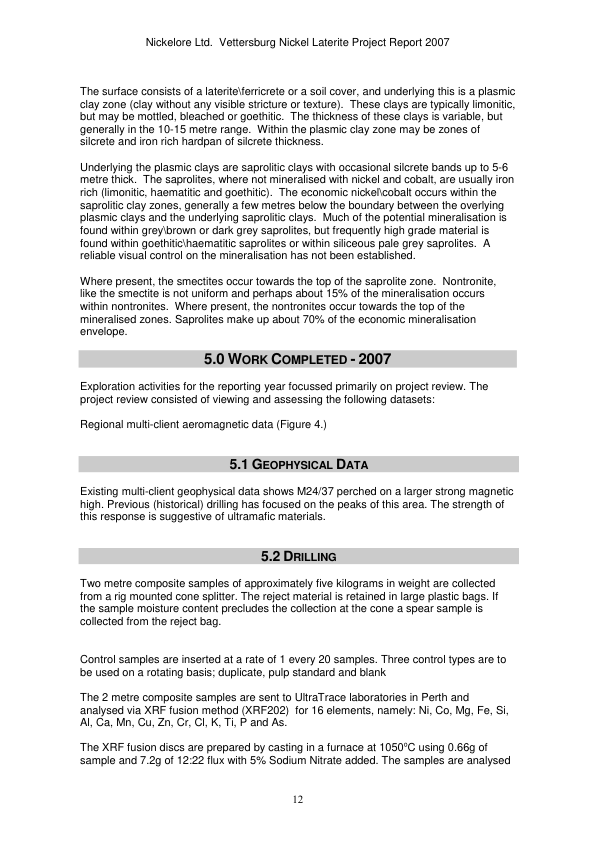 Nickelore Ltd.  Vettersburg Nickel Laterite Project Report 2007
The surface consists of a laterite\ferricrete or a soil cover, and underlying this is a plasmic
clay zone (clay without any visible stricture or texture).  These clays are typically limonitic,
but may be mottled, bleached or goethitic.  The thickness of these clays is variable, but
generally in the 10-15 metre range.  Within the plasmic clay zone may be zones of
silcrete and iron rich hardpan of silcrete thickness.
Underlying the plasmic clays are saprolitic clays with occasional silcrete bands up to 5-6
metre thick.  The saprolites, where not mineralised with nickel and cobalt, are usually iron
rich (limonitic, haematitic and goethitic).  The economic nickel\cobalt occurs within the
saprolitic clay zones, generally a few metres below the boundary between the overlying
plasmic clays and the underlying saprolitic clays.  Much of the potential mineralisation is
found within grey\brown or dark grey saprolites, but frequently high grade material is
found within goethitic\haematitic saprolites or within siliceous pale grey saprolites.  A
reliable visual control on the mineralisation has not been established.
Where present, the smectites occur towards the top of the saprolite zone.  Nontronite,
like the smectite is not uniform and perhaps about 15% of the mineralisation occurs
within nontronites.  Where present, the nontronites occur towards the top of the
mineralised zones. Saprolites make up about 70% of the economic mineralisation
envelope.
5.0 WORK COMPLETED - 2007
Exploration activities for the reporting year focussed primarily on project review. The
project review consisted of viewing and assessing the following datasets:
Regional multi-client aeromagnetic data (Figure 4.)
5.1 GEOPHYSICAL DATA
Existing multi-client geophysical data shows M24/37 perched on a larger strong magnetic
high. Previous (historical) drilling has focused on the peaks of this area. The strength of
this response is suggestive of ultramafic materials.
5.2 DRILLING
Two metre composite samples of approximately five kilograms in weight are collected
from a rig mounted cone splitter. The reject material is retained in large plastic bags. If
the sample moisture content precludes the collection at the cone a spear sample is
collected from the reject bag.
Control samples are inserted at a rate of 1 every 20 samples. Three control types are to
be used on a rotating basis; duplicate, pulp standard and blank
The 2 metre composite samples are sent to UltraTrace laboratories in Perth and
analysed via XRF fusion method (XRF202)  for 16 elements, namely: Ni, Co, Mg, Fe, Si,
Al, Ca, Mn, Cu, Zn, Cr, Cl, K, Ti, P and As.
The XRF fusion discs are prepared by casting in a furnace at 1050°C using 0.66g of
sample and 7.2g of 12:22 flux with 5% Sodium Nitrate added. The samples are analysed
12